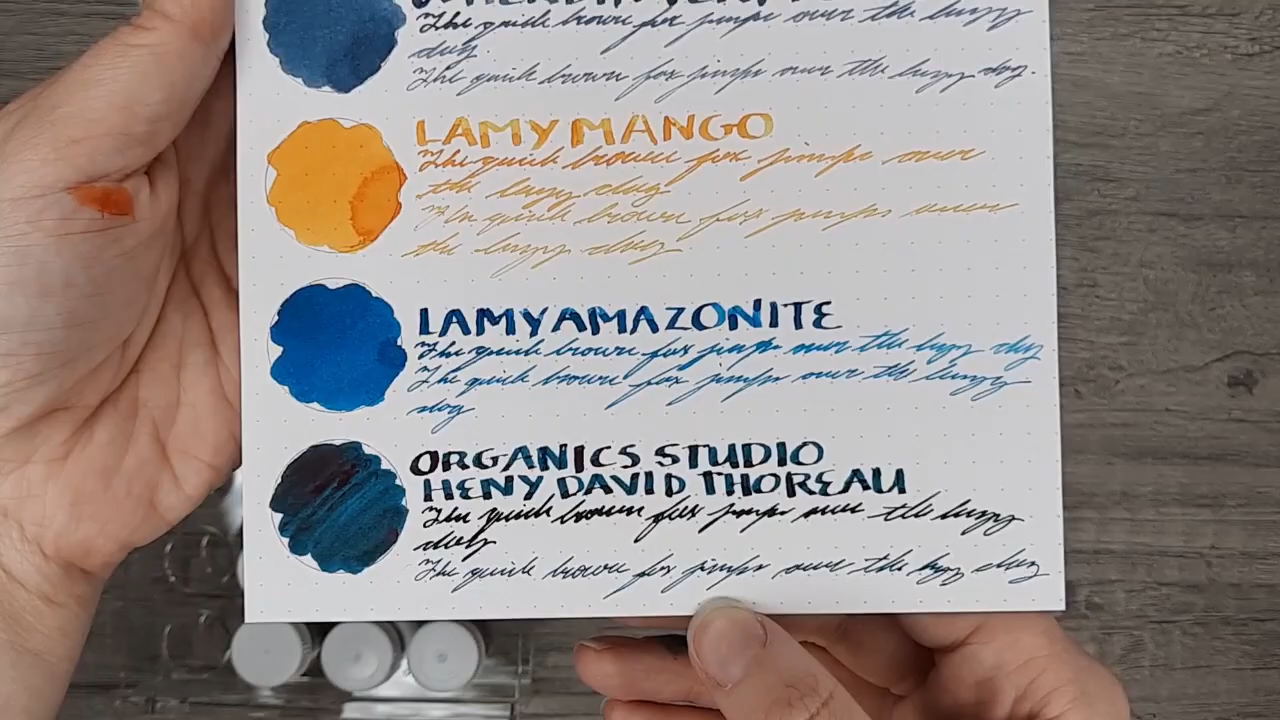 The quick brown fox jumps over the lazy
dog.
The quick brown fox jumps over the lazy dog.
LAMY MANGO
The quick brown fox jumps over
the lazy dog
The quick brown fox jumps over
the lazy dog
LAMY AMAZONITE
The quick brown fox jumps over the lazy dog
The quick brown fox jumps over the lazy
dog
ORGANICS STUDIO
HENY DAVID THOREAU
The quick brown fox jumps over the lazy
dog
The quick brown fox jumps over the lazy dog